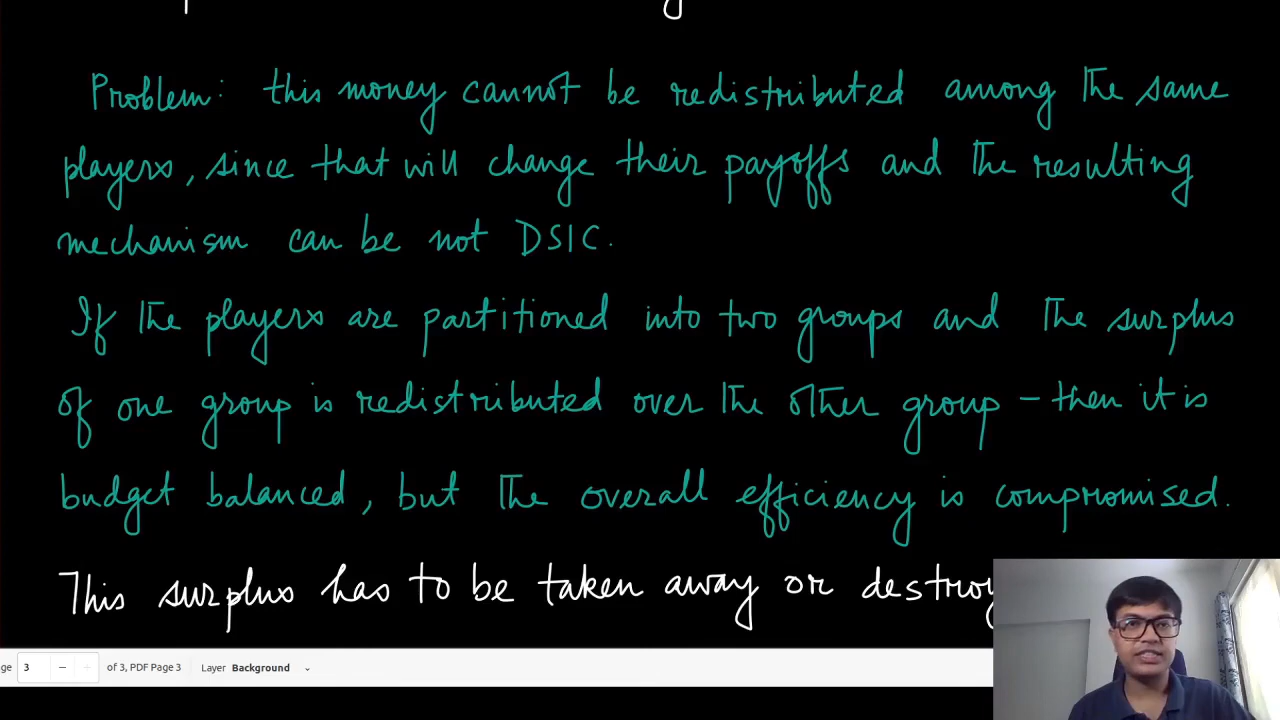 Problem: this money cannot be redistributed among the same
players, since that will change their payoffs and the resulting
mechanism can be not DSIC.
If the players are partitioned into two groups and the surplus
of one group is redistributed over the other group - then it is
budget balanced, but the overall efficiency is compromised.
This surplus has to be taken away or destroy
ge 3 of 3, PDF Page 3 Layer Background